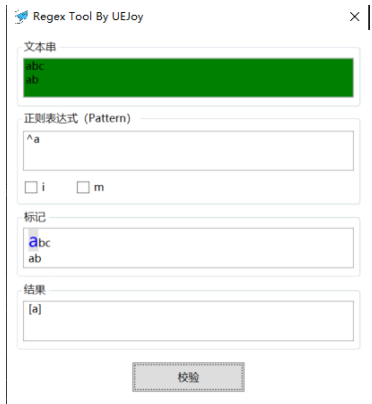 Regex Tool By UEJoy
文本串
abc
ab
正则表达式（Pattern）
^a
i
m
标记
abc
ab
结果
[a]
校验